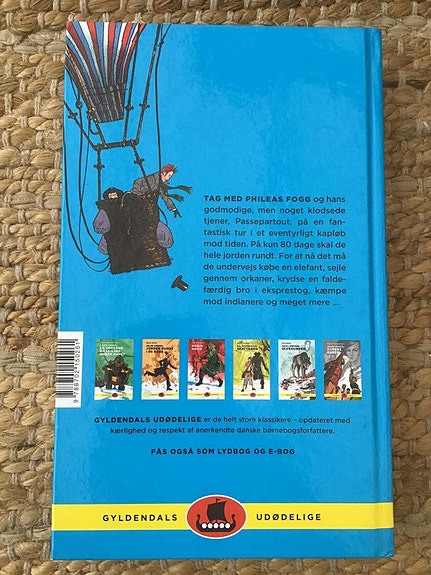 TAG MED PHILEAS FOGG og hans
godmodige, men noget klodsede
tjener, Passepartout, på en fan-
tastisk tur i et eventyrligt kapløb
mod tiden. På kun 80 dage skal de
hele jorden rundt. For at nå det må
de undervejs købe en elefant, sejle
gennem orkaner, krydse en falde-
færdig bro i eksprestog, kæmpe
mod indianere og meget mere ...
GYLDENDALS UDØDELIGE er de helt store klassikere – opdateret med
kærlighed og respekt af anerkendte danske børnebogsforfattere.
FÅS OGSÅ SOM LYDBOG OG E-BOG
GYLDENDALS UDØDELIGE